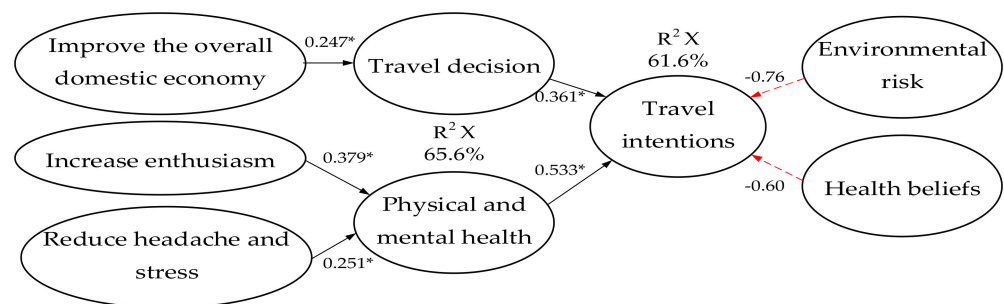 Improve the overall
domestic economy
0.247*
Travel decision
0.361*
R² X
61.6%
Travel
intentions
-0.76
Environmental
risk
Increase enthusiasm
0.379*
R² X
65.6%
Physical and
mental health
0.533*
-0.60
Health beliefs
Reduce headache and
stress
0.251*